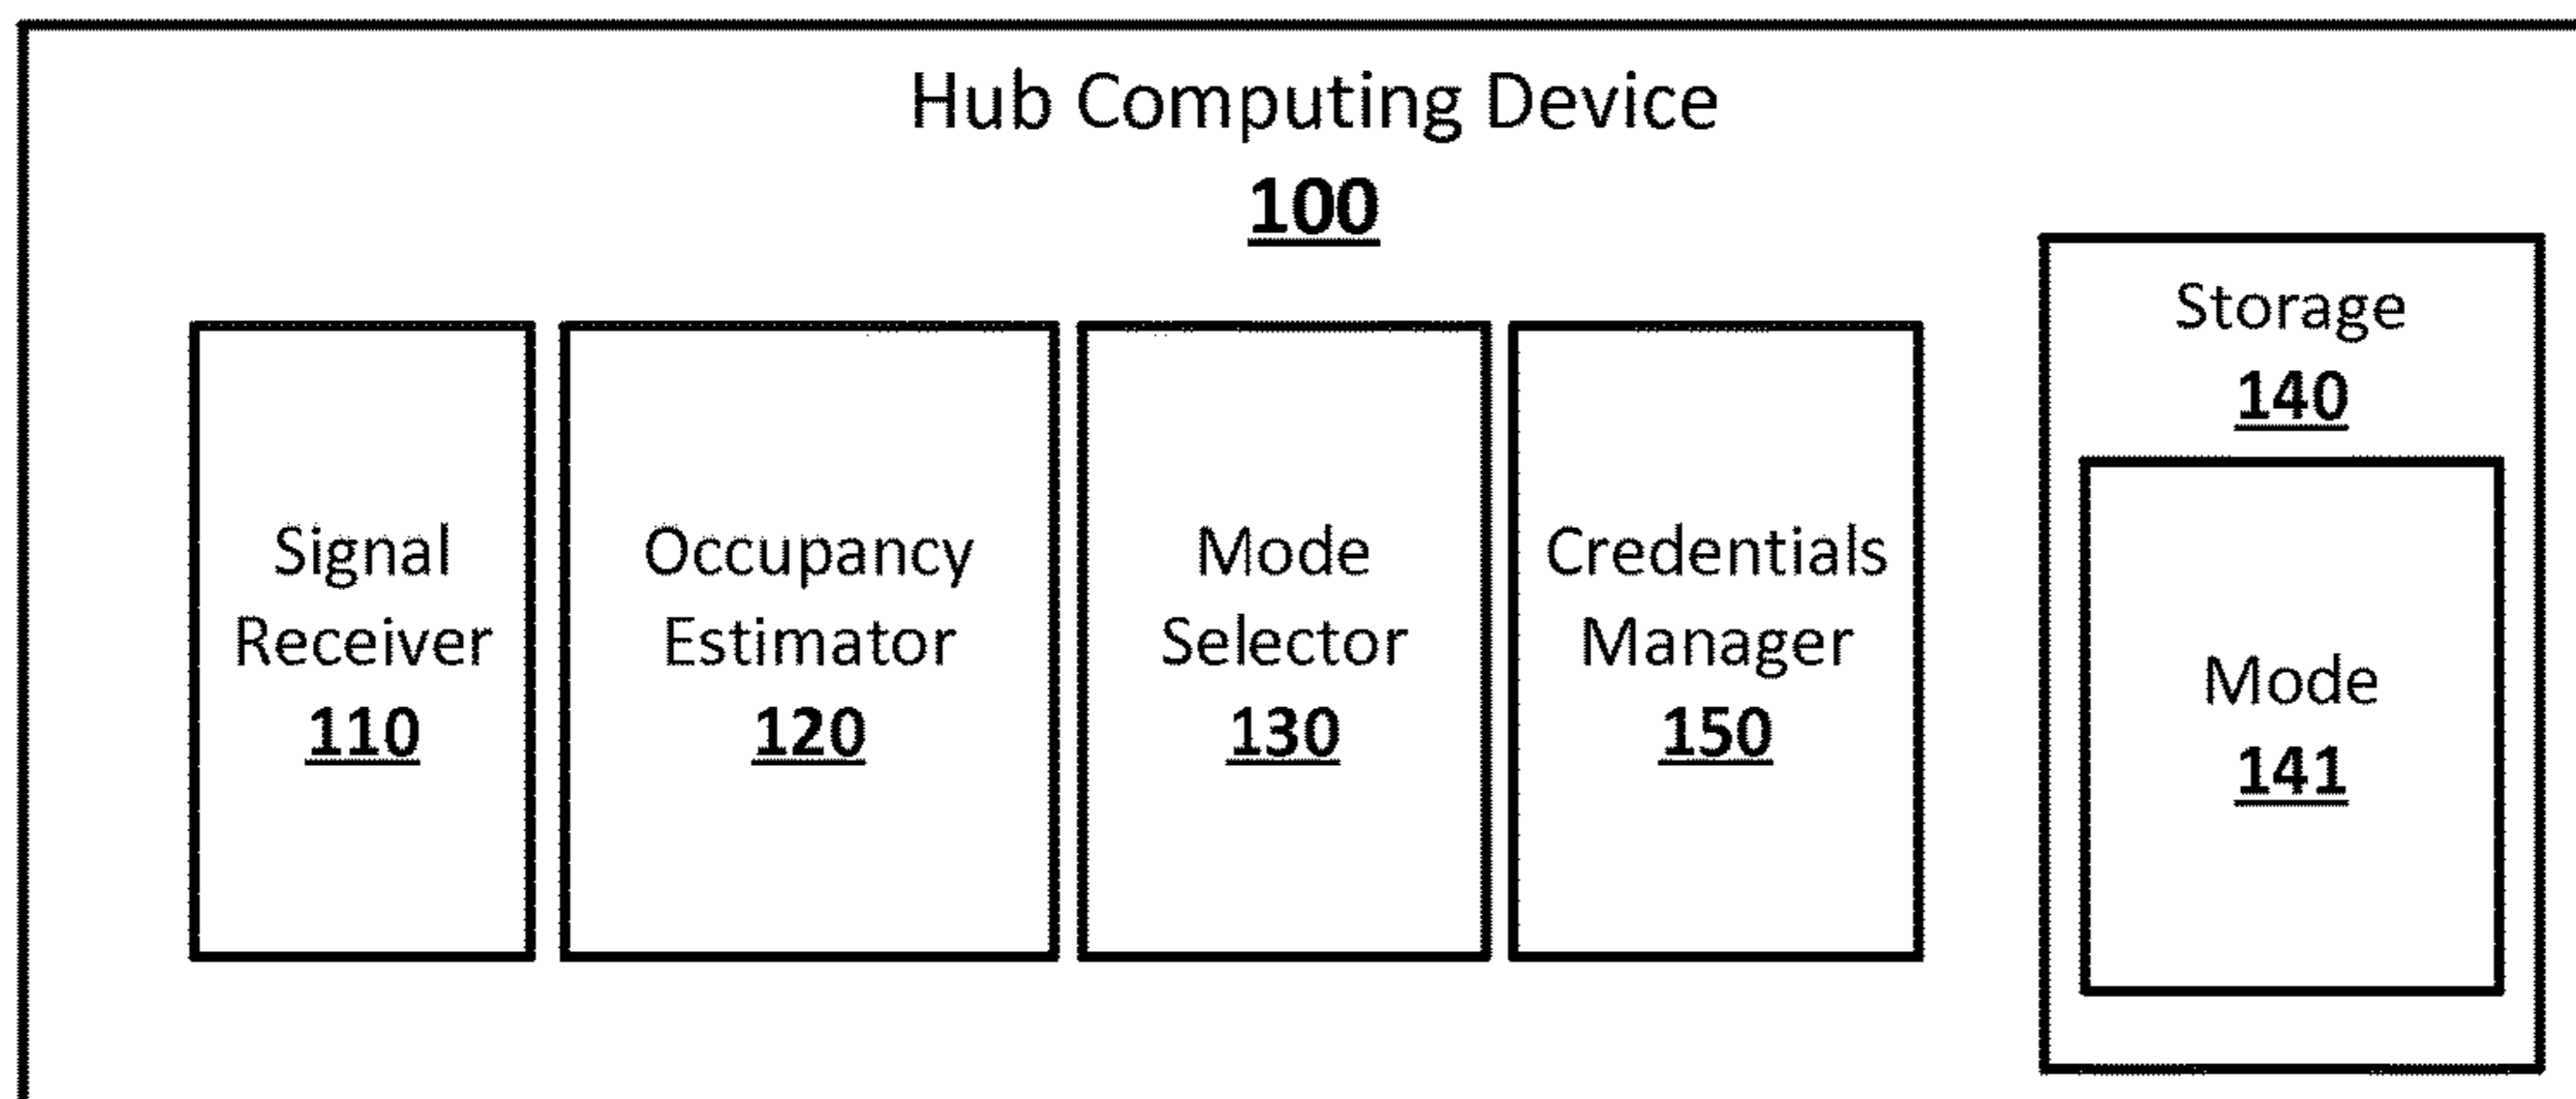 Hub Computing Device
100
Signal
Receiver
110
Occupancy
Estimator
120
Mode
Selector
130
Credentials
Manager
150
Storage
140
Mode
141